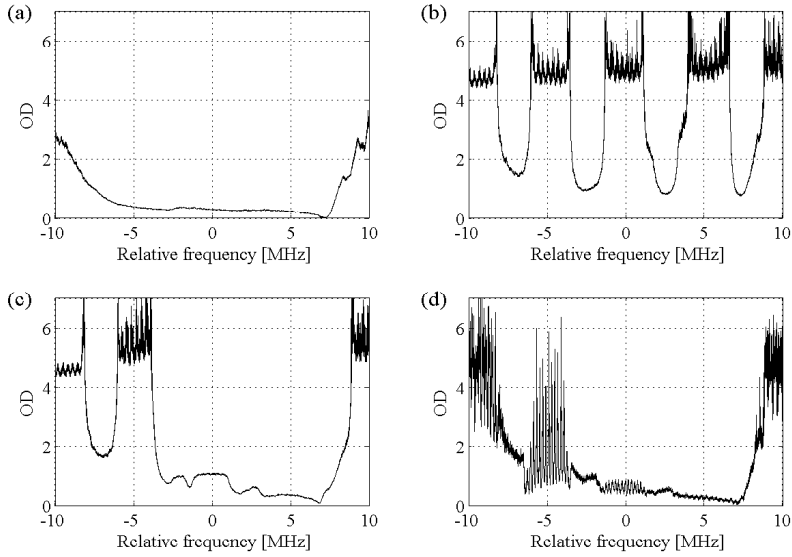 (a)
6
4
2
0
OD
-10 -5 0 5 10
Relative frequency [MHz]
(b)
6
4
2
0
OD
-10 -5 0 5 10
Relative frequency [MHz]
(c)
6
4
2
0
OD
-10 -5 0 5 10
Relative frequency [MHz]
(d)
6
4
2
0
OD
-10 -5 0 5 10
Relative frequency [MHz]